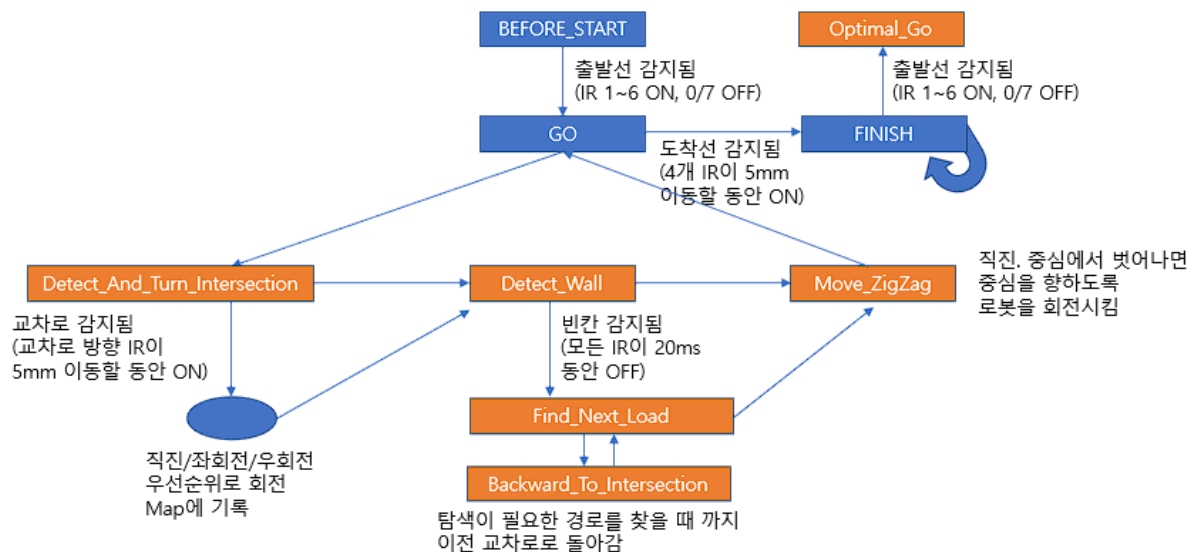 BEFORE_START
Optimal_Go
출발선 감지됨
(IR 1~6 ON, 0/7 OFF)
출발선 감지됨
(IR 1~6 ON, 0/7 OFF)
GO
FINISH
도착선 감지됨
(4개 IR이 5mm
이동할 동안 ON)
Detect_And_Turn_Intersection
Detect_Wall
Move_ZigZag
직진. 중심에서 벗어나면
중심을 향하도록
로봇을 회전시킴
교차로 감지됨
(교차로 방향 IR이
5mm 이동할 동안 ON)
빈칸 감지됨
(모든 IR이 20ms
동안 OFF)
Find_Next_Load
직진/좌회전/우회전
우선순위로 회전
Map에 기록
Backward_To_Intersection
탐색이 필요한 경로를 찾을 때 까지
이전 교차로로 돌아감